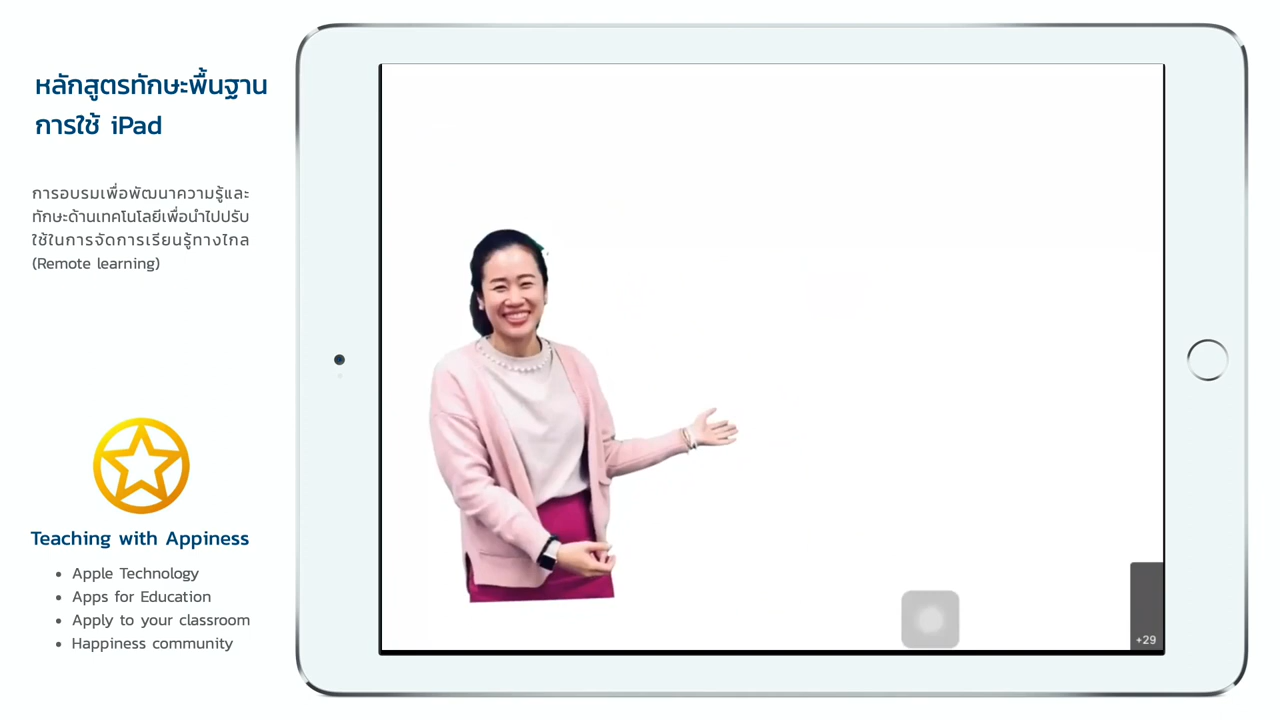 หลักสูตรทักษะพื้นฐาน
การใช้ iPad
การอบรมเพื่อพัฒนาความรู้และ
ทักษะด้านเทคโนโลยีเพื่อนำไปปรับ
ใช้ในการจัดการเรียนรู้ทางไกล
(Remote learning)
Teaching with Appiness
• Apple Technology
• Apps for Education
• Apply to your classroom
• Happiness community
+29